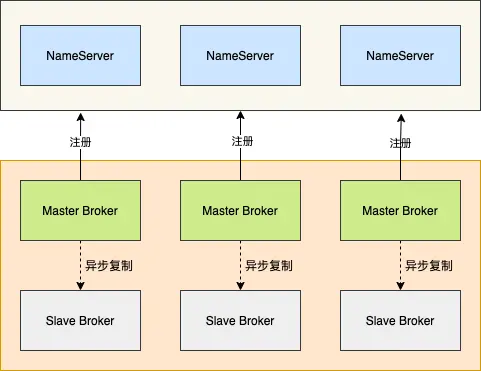 NameServer
NameServer
NameServer
注册
注册
注册
Master Broker
Master Broker
Master Broker
异步复制
异步复制
异步复制
Slave Broker
Slave Broker
Slave Broker